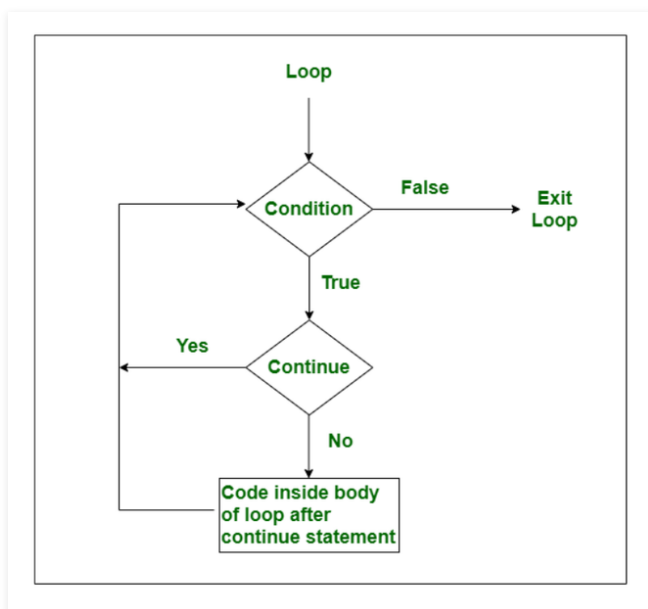 Loop
Condition
False
Exit
Loop
True
Yes
Continue
No
Code inside body
of loop after
continue statement